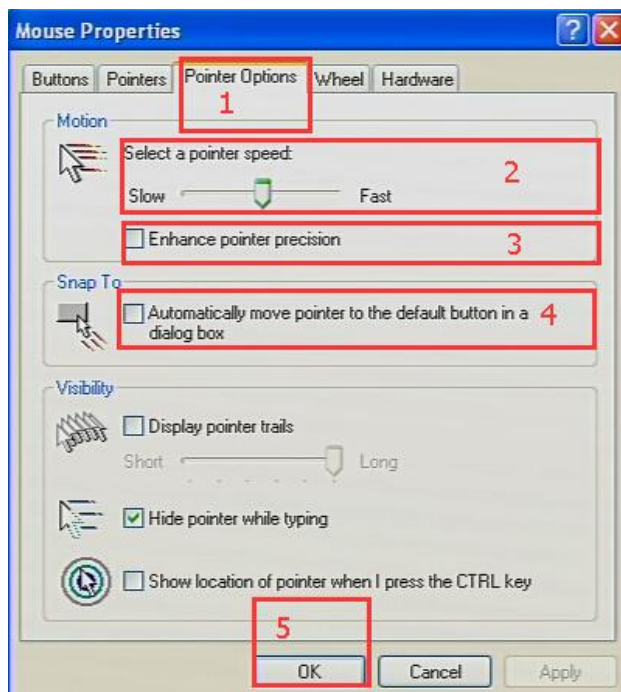 Mouse Properties
Buttons Pointers Pointer Options Wheel Hardware
1
Motion
Select a pointer speed:
2
Slow Fast
Enhance pointer precision
3
Snap To
Automatically move pointer to the default button in a
dialog box
4
Visibility
Display pointer trails
Short Long
Hide pointer while typing
Show location of pointer when I press the CTRL key
5
OK Cancel Apply